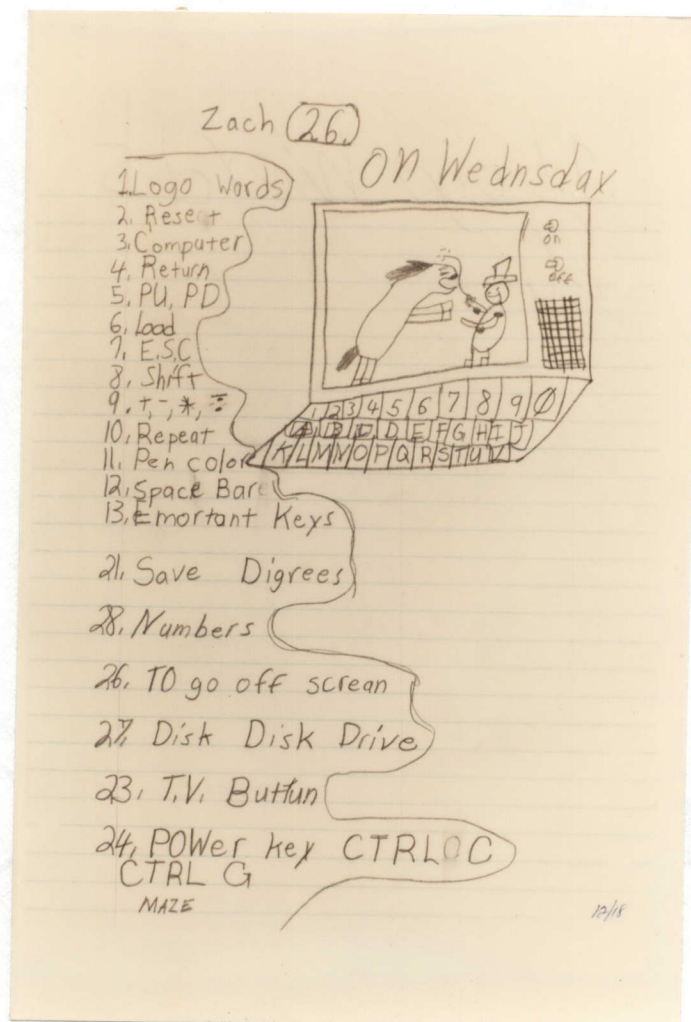 Zach 26.
On Wednsday
1. Logo Words
2. Resect
3. Computer
4. Return
5. PU, PD
6. Load
7. E.S.C
8. Shift
9. +, -, *, ÷
10. Repeat
11. Pen color
12. Space Bar
13. Emortant Keys
21. Save Digrees
28. Numbers
26. TO go off screan
27. Disk Disk Drive
23. T.V. Buttun
24. POWer key CTRL C
CTRL G
MAZE
on
off
1 2 3 4 5 6 7 8 9 0
A B C D E F G H I J
K L M M O P Q R S T U V
12/18